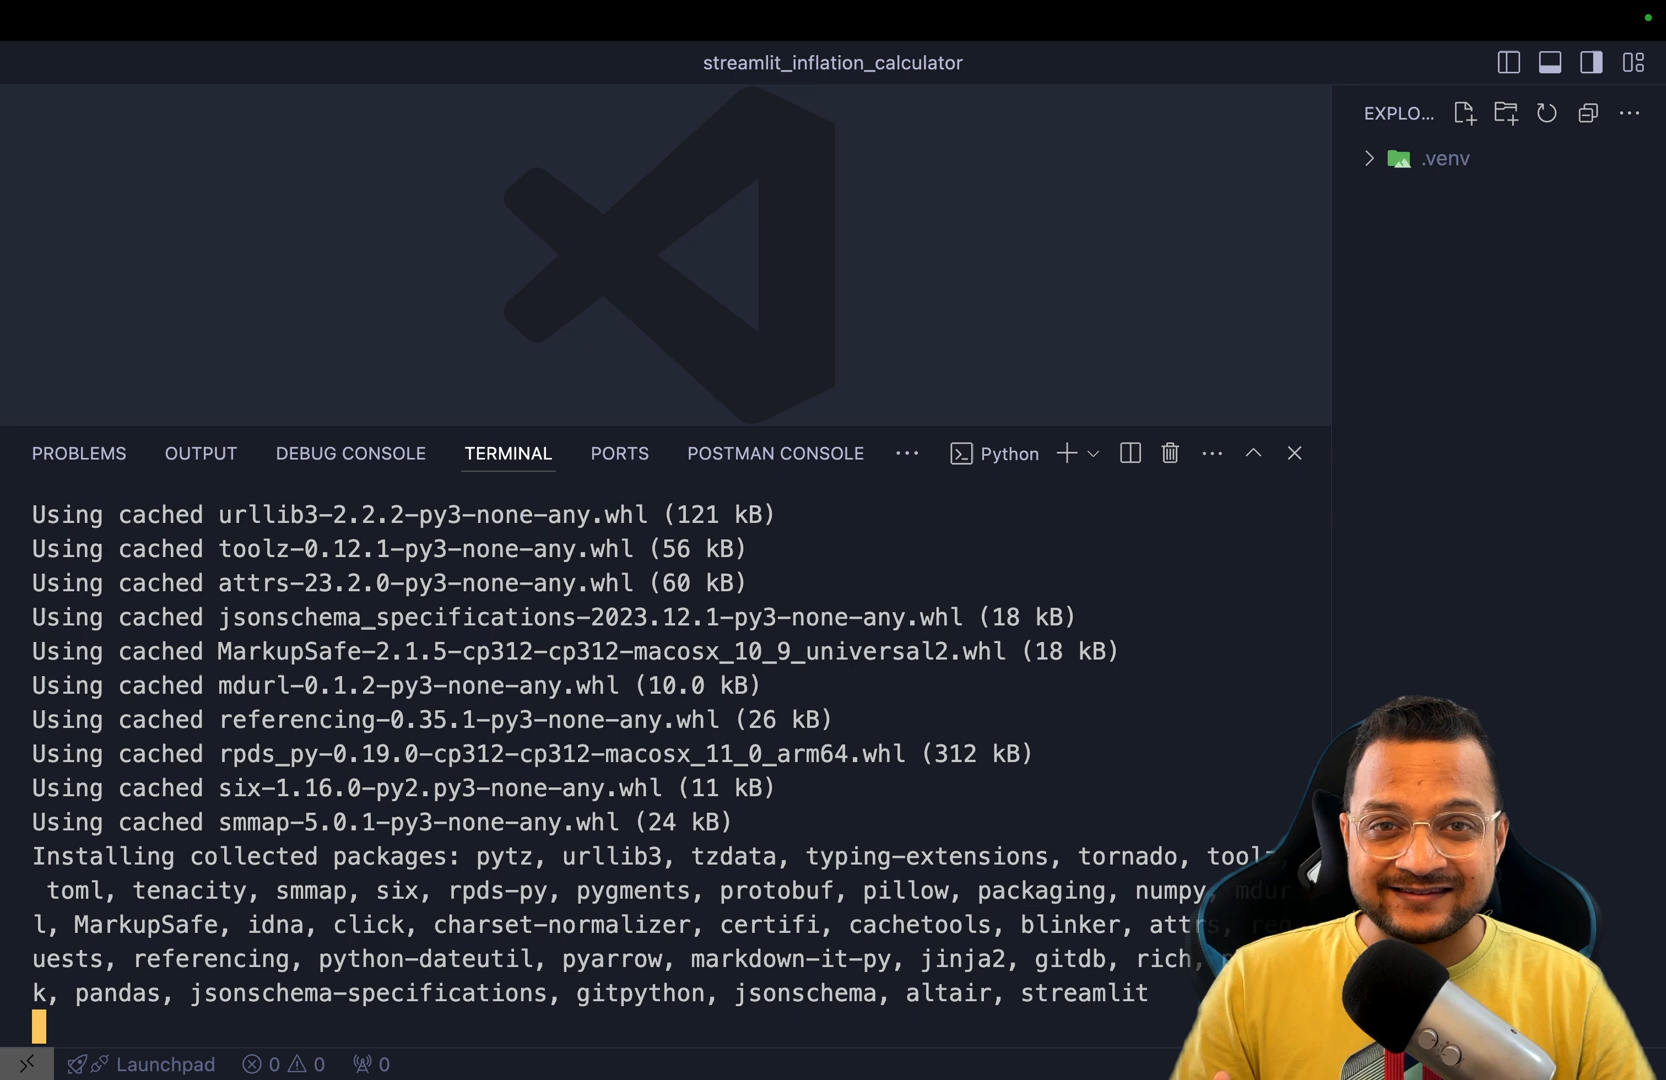 streamlit_inflation_calculator
EXPLO...
.venv
PROBLEMS OUTPUT DEBUG CONSOLE TERMINAL PORTS POSTMAN CONSOLE Python
Using cached urllib3-2.2.2-py3-none-any.whl (121 kB)
Using cached toolz-0.12.1-py3-none-any.whl (56 kB)
Using cached attrs-23.2.0-py3-none-any.whl (60 kB)
Using cached jsonschema_specifications-2023.12.1-py3-none-any.whl (18 kB)
Using cached MarkupSafe-2.1.5-cp312-cp312-macosx_10_9_universal2.whl (18 kB)
Using cached mdurl-0.1.2-py3-none-any.whl (10.0 kB)
Using cached referencing-0.35.1-py3-none-any.whl (26 kB)
Using cached rpds_py-0.19.0-cp312-cp312-macosx_11_0_arm64.whl (312 kB)
Using cached six-1.16.0-py2.py3-none-any.whl (11 kB)
Using cached smmap-5.0.1-py3-none-any.whl (24 kB)
Installing collected packages: pytz, urllib3, tzdata, typing-extensions, tornado, toolz,
toml, tenacity, smmap, six, rpds-py, pygments, protobuf, pillow, packaging, numpy, mdur
l, MarkupSafe, idna, click, charset-normalizer, certifi, cachetools, blinker, attrs, req
uests, referencing, python-dateutil, pyarrow, markdown-it-py, jinja2, gitdb, rich,
k, pandas, jsonschema-specifications, gitpython, jsonschema, altair, streamlit
Launchpad 0 0 0